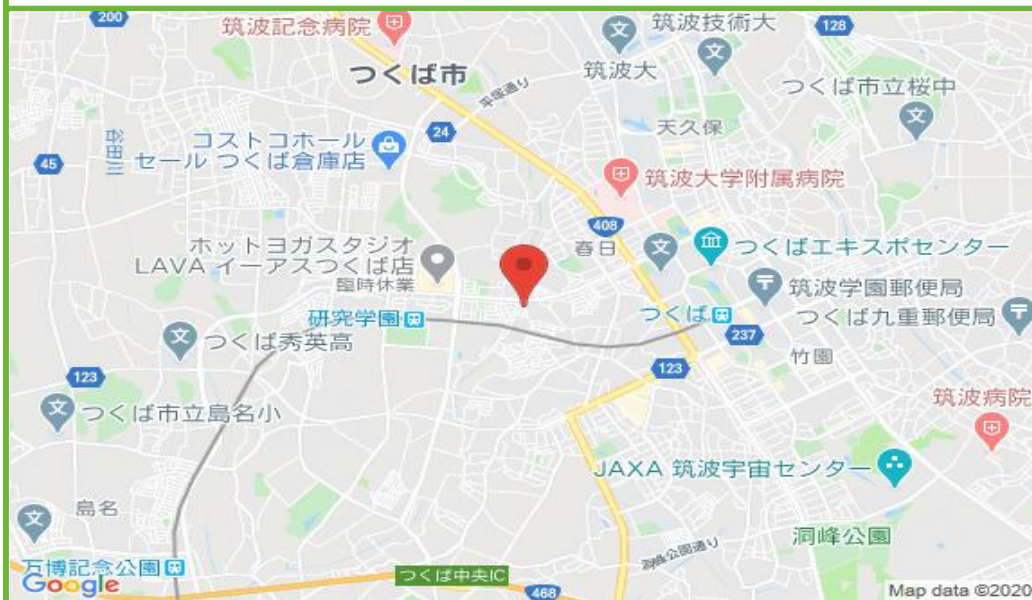 200
筑波記念病院
筑波技術大
128
つくば市
筑波大
平塚通り
つくば市立桜中
谷田川
コストコホール
セール つくば倉庫店
24
天久保
45
筑波大学附属病院
408
ホットヨガスタジオ
LAVA イーアスつくば店
臨時休業
春日
つくばエキスポセンター
筑波学園郵便局
研究学園
つくば
つくば九重郵便局
つくば秀英高
237
竹園
123
123
つくば市立島名小
筑波病院
JAXA 筑波宇宙センター
島名
洞峰公園
洞峰公園通り
万博記念公園
つくば中央IC
Google
468
Map data ©2020